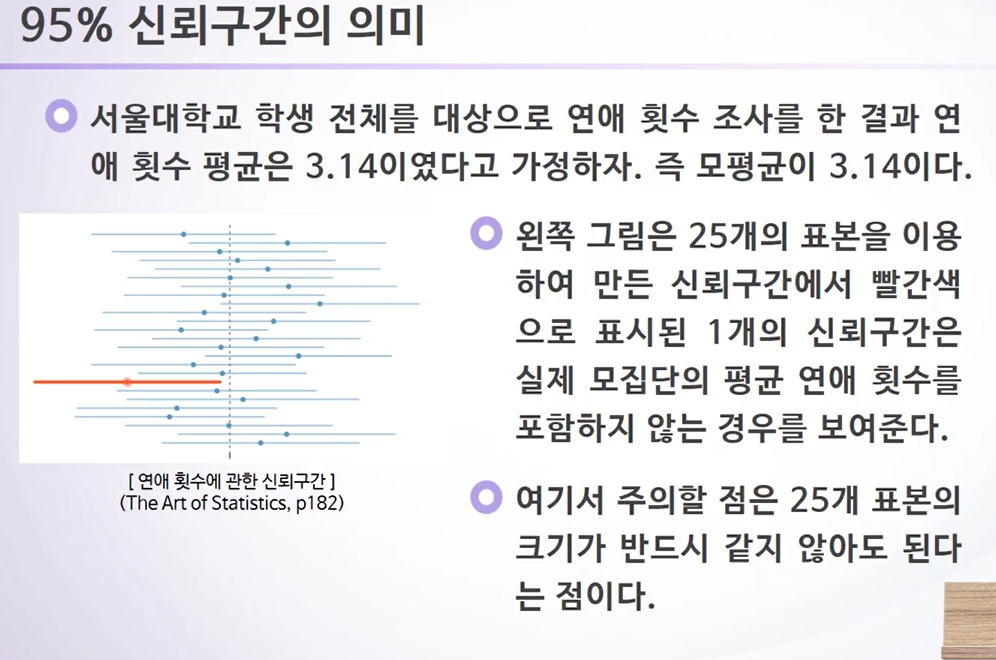 95% 신뢰구간의 의미
서울대학교 학생 전체를 대상으로 연애 횟수 조사를 한 결과 연
애 횟수 평균은 3.14이였다고 가정하자. 즉 모평균이 3.14이다.
왼쪽 그림은 25개의 표본을 이용
하여 만든 신뢰구간에서 빨간색
으로 표시된 1개의 신뢰구간은
실제 모집단의 평균 연애 횟수를
포함하지 않는 경우를 보여준다.
[ 연애 횟수에 관한 신뢰구간 ]
(The Art of Statistics, p182)
여기서 주의할 점은 25개 표본의
크기가 반드시 같지 않아도 된다
는 점이다.